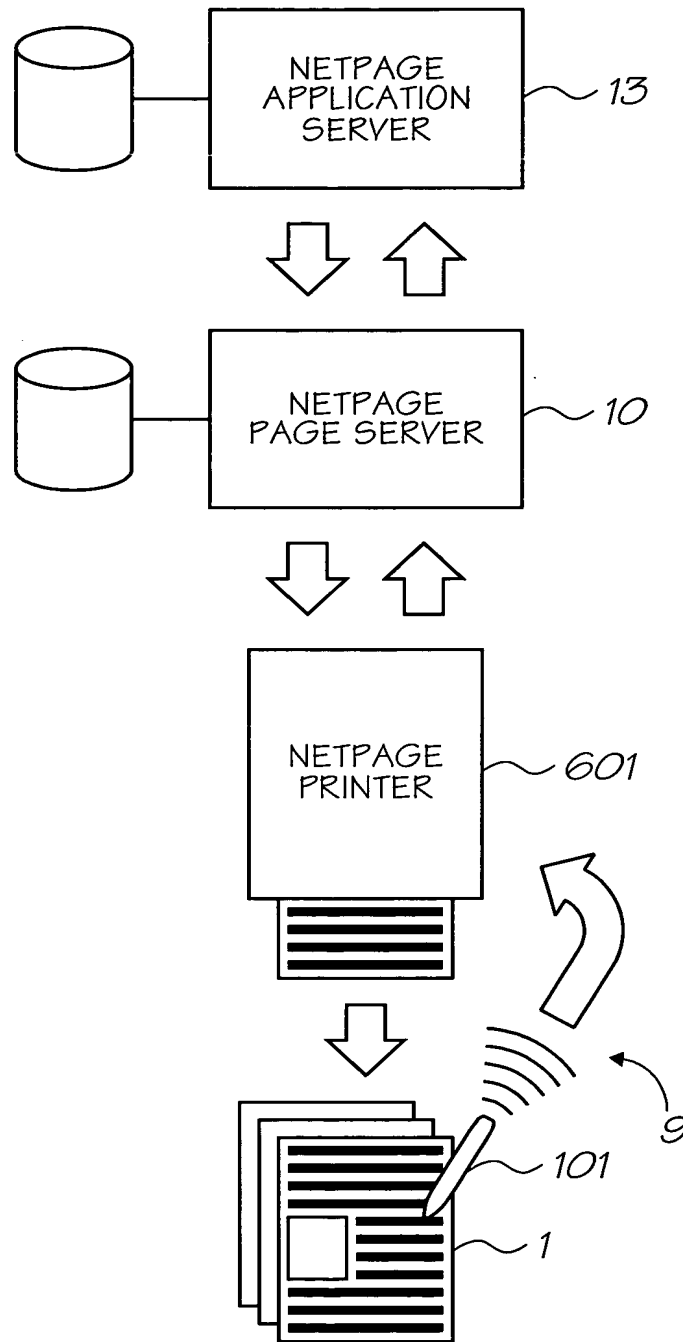 NETPAGE
APPLICATION
SERVER
13
NETPAGE
PAGE SERVER
10
NETPAGE
PRINTER
601
9
101
1